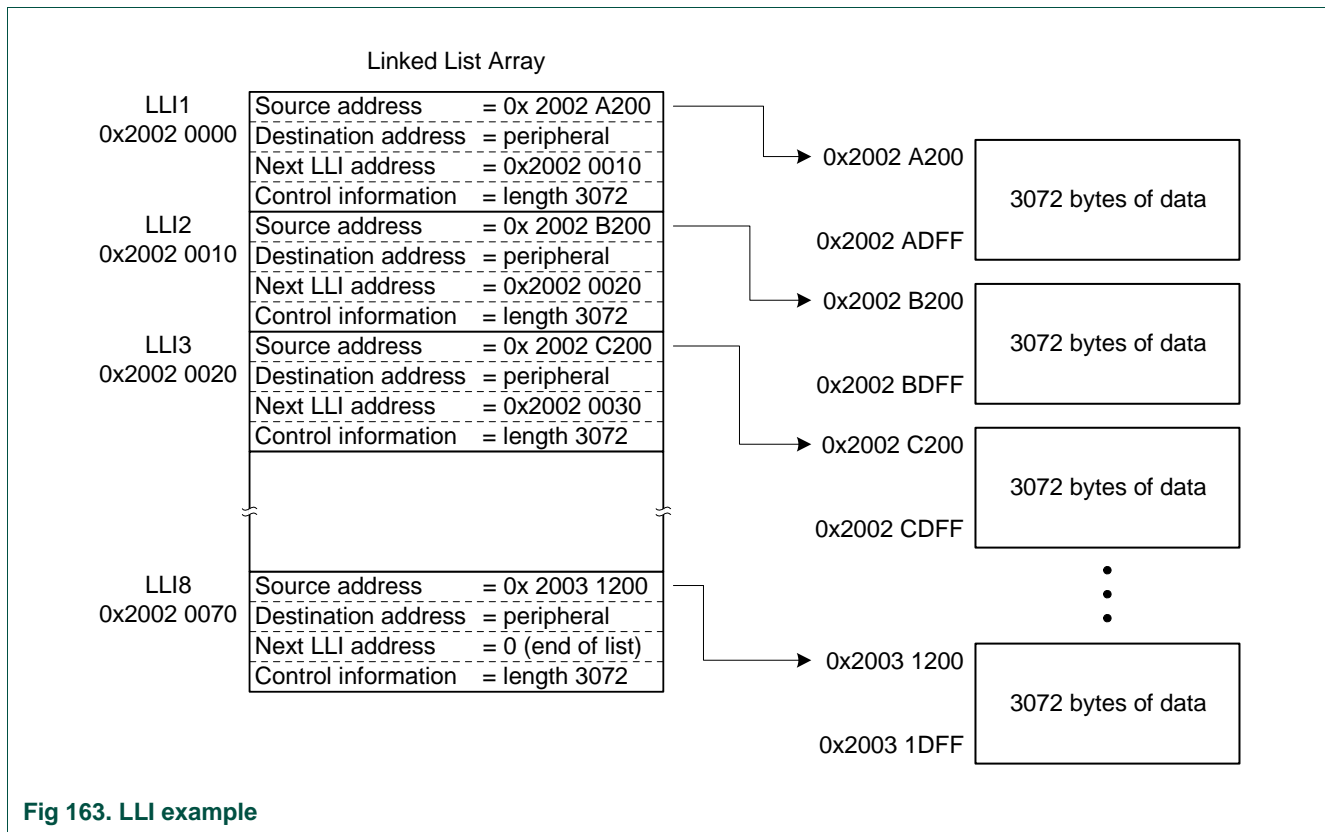 Linked List Array
LLI1
0x2002 0000
Source address = 0x 2002 A200
Destination address = peripheral
Next LLI address = 0x2002 0010
Control information = length 3072
LLI2
0x2002 0010
Source address = 0x 2002 B200
Destination address = peripheral
Next LLI address = 0x2002 0020
Control information = length 3072
LLI3
0x2002 0020
Source address = 0x 2002 C200
Destination address = peripheral
Next LLI address = 0x2002 0030
Control information = length 3072
LLI8
0x2002 0070
Source address = 0x 2003 1200
Destination address = peripheral
Next LLI address = 0 (end of list)
Control information = length 3072
0x2002 A200
3072 bytes of data
0x2002 ADFF
0x2002 B200
3072 bytes of data
0x2002 BDFF
0x2002 C200
3072 bytes of data
0x2002 CDFF
0x2003 1200
3072 bytes of data
0x2003 1DFF
Fig 163. LLI example